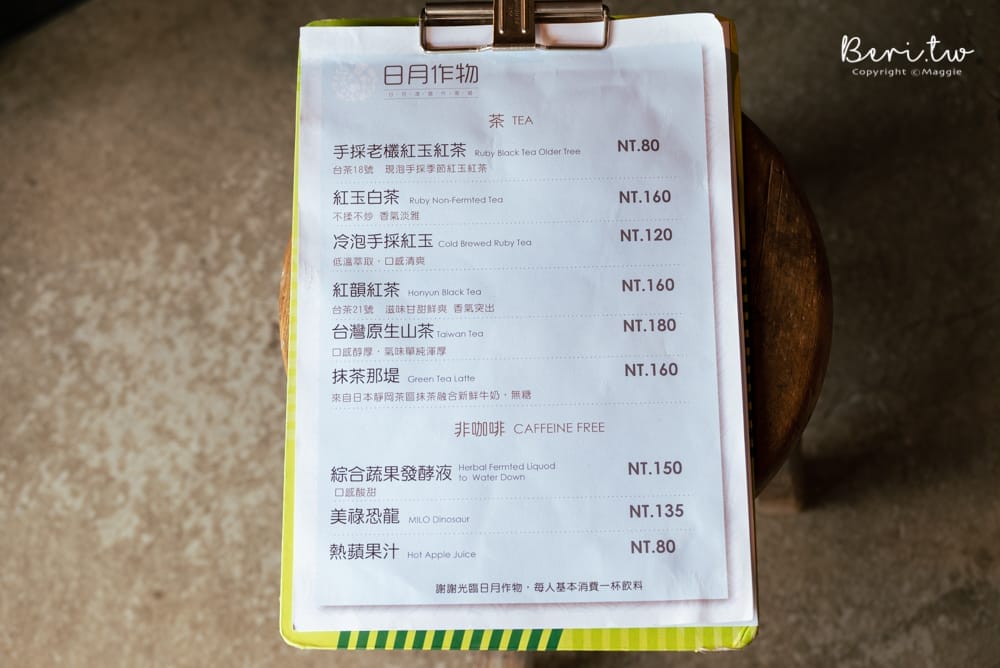 Beri.tw
Copyright ©Maggie
日月作物
茶 TEA
手採老欉紅玉紅茶 Ruby Black Tea Older Tree NT.80
台茶18號 現泡手採季節紅玉紅茶
紅玉白茶 Ruby Non-Fermted Tea NT.160
不揉不炒 香氣淡雅
冷泡手採紅玉 Cold Brewed Ruby Tea NT.120
低溫萃取，口感清爽
紅韻紅茶 Honyun Black Tea NT.160
台茶21號 滋味甘甜鮮爽 香氣突出
台灣原生山茶 Taiwan Tea NT.180
口感醇厚，氣味單純渾厚
抹茶那堤 Green Tea Latte NT.160
來自日本靜岡茶區抹茶融合新鮮牛奶，無糖
非咖啡 CAFFEINE FREE
綜合蔬果發酵液 Herbal Fermted Liquod to Water Down NT.150
口感酸甜
美祿恐龍 MILO Dinosaur NT.135
熱蘋果汁 Hot Apple Juice NT.80
謝謝光臨日月作物，每人基本消費一杯飲料